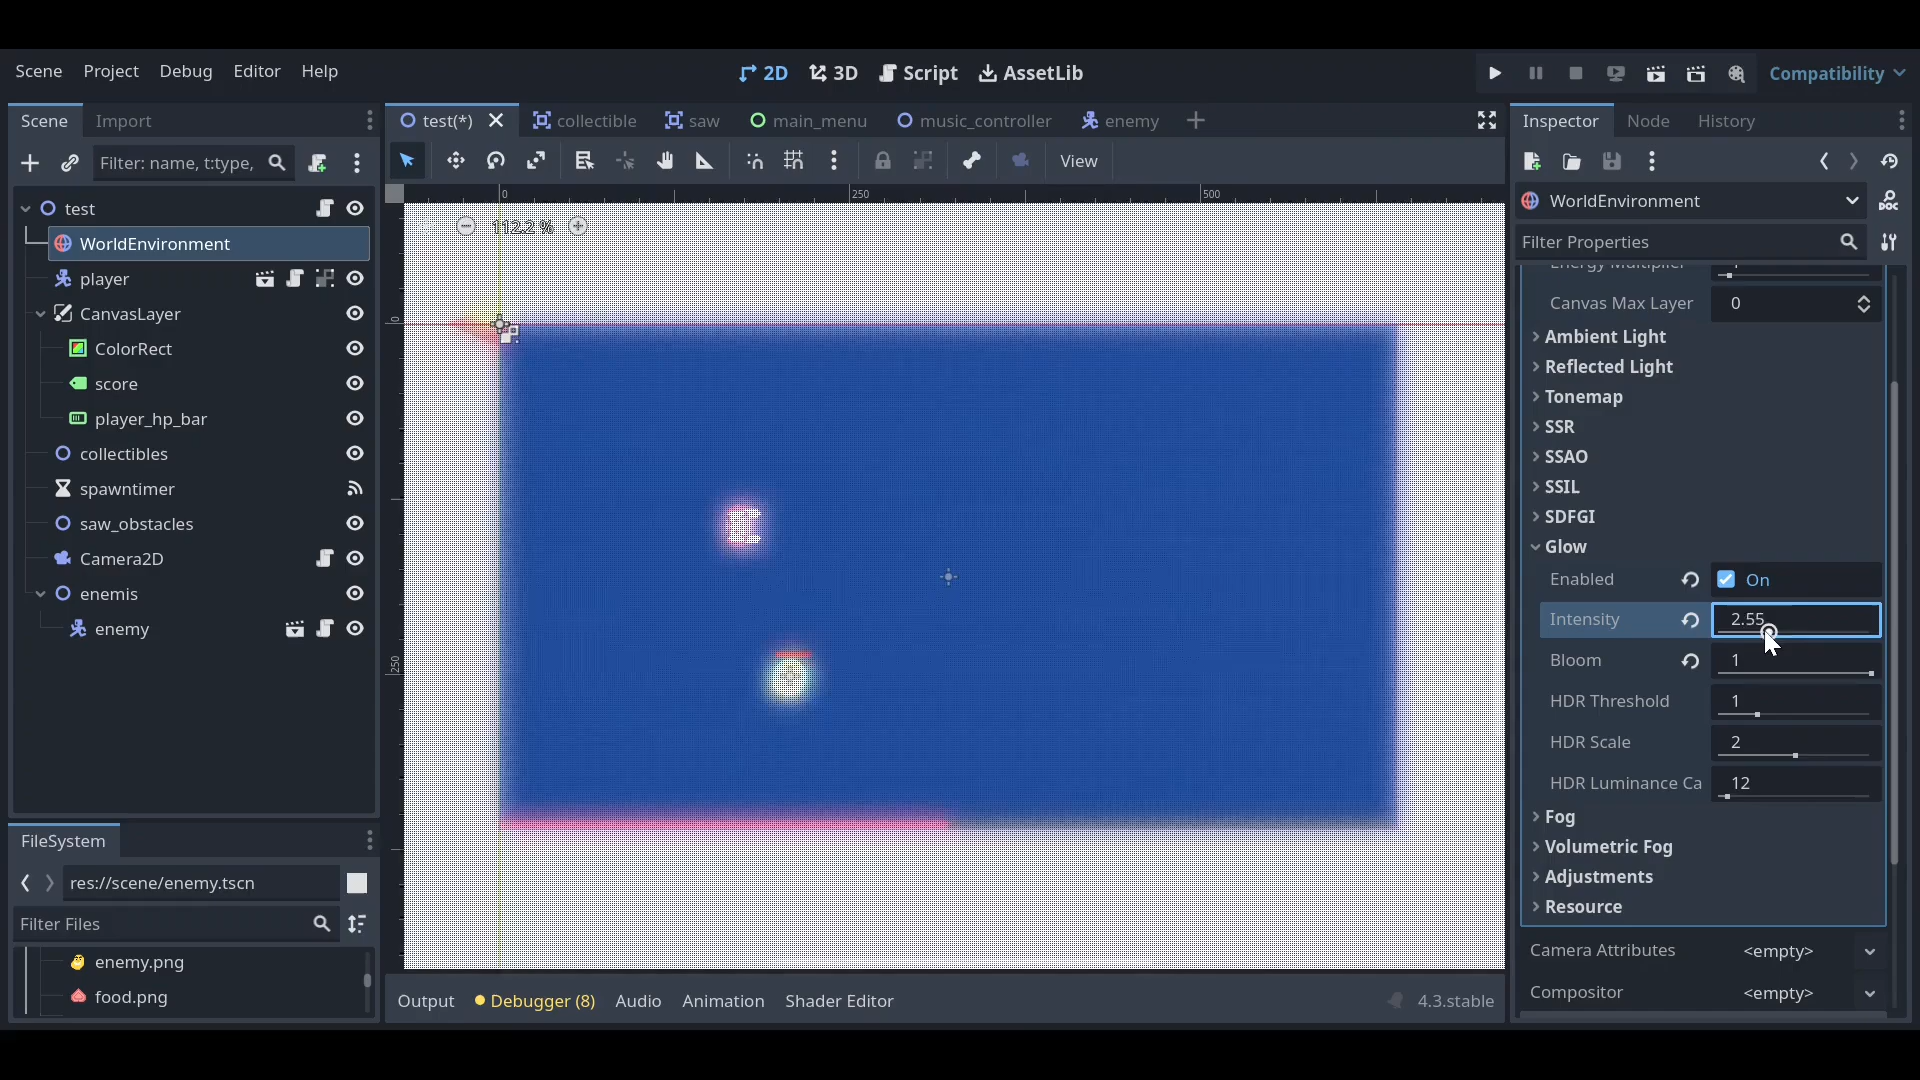 Scene Project Debug Editor Help
2D 3D Script AssetLib
Compatibility
Scene Import
test(*) collectible saw main_menu music_controller enemy
Inspector Node History
Filter: name, t:type,
View
test
WorldEnvironment
player
CanvasLayer
ColorRect
score
player_hp_bar
collectibles
spawntimer
saw_obstacles
Camera2D
enemis
enemy
FileSystem
res://scene/enemy.tscn
Filter Files
enemy.png
food.png
0 250 500
112.2 %
0
250
Output Debugger (8) Audio Animation Shader Editor 4.3.stable
WorldEnvironment
DOC
Filter Properties
Canvas Max Layer 0
Ambient Light
Reflected Light
Tonemap
SSR
SSAO
SSIL
SDFGI
Glow
Enabled On
Intensity 2.55
Bloom 1
HDR Threshold 1
HDR Scale 2
HDR Luminance Ca 12
Fog
Volumetric Fog
Adjustments
Resource
Camera Attributes <empty>
Compositor <empty>